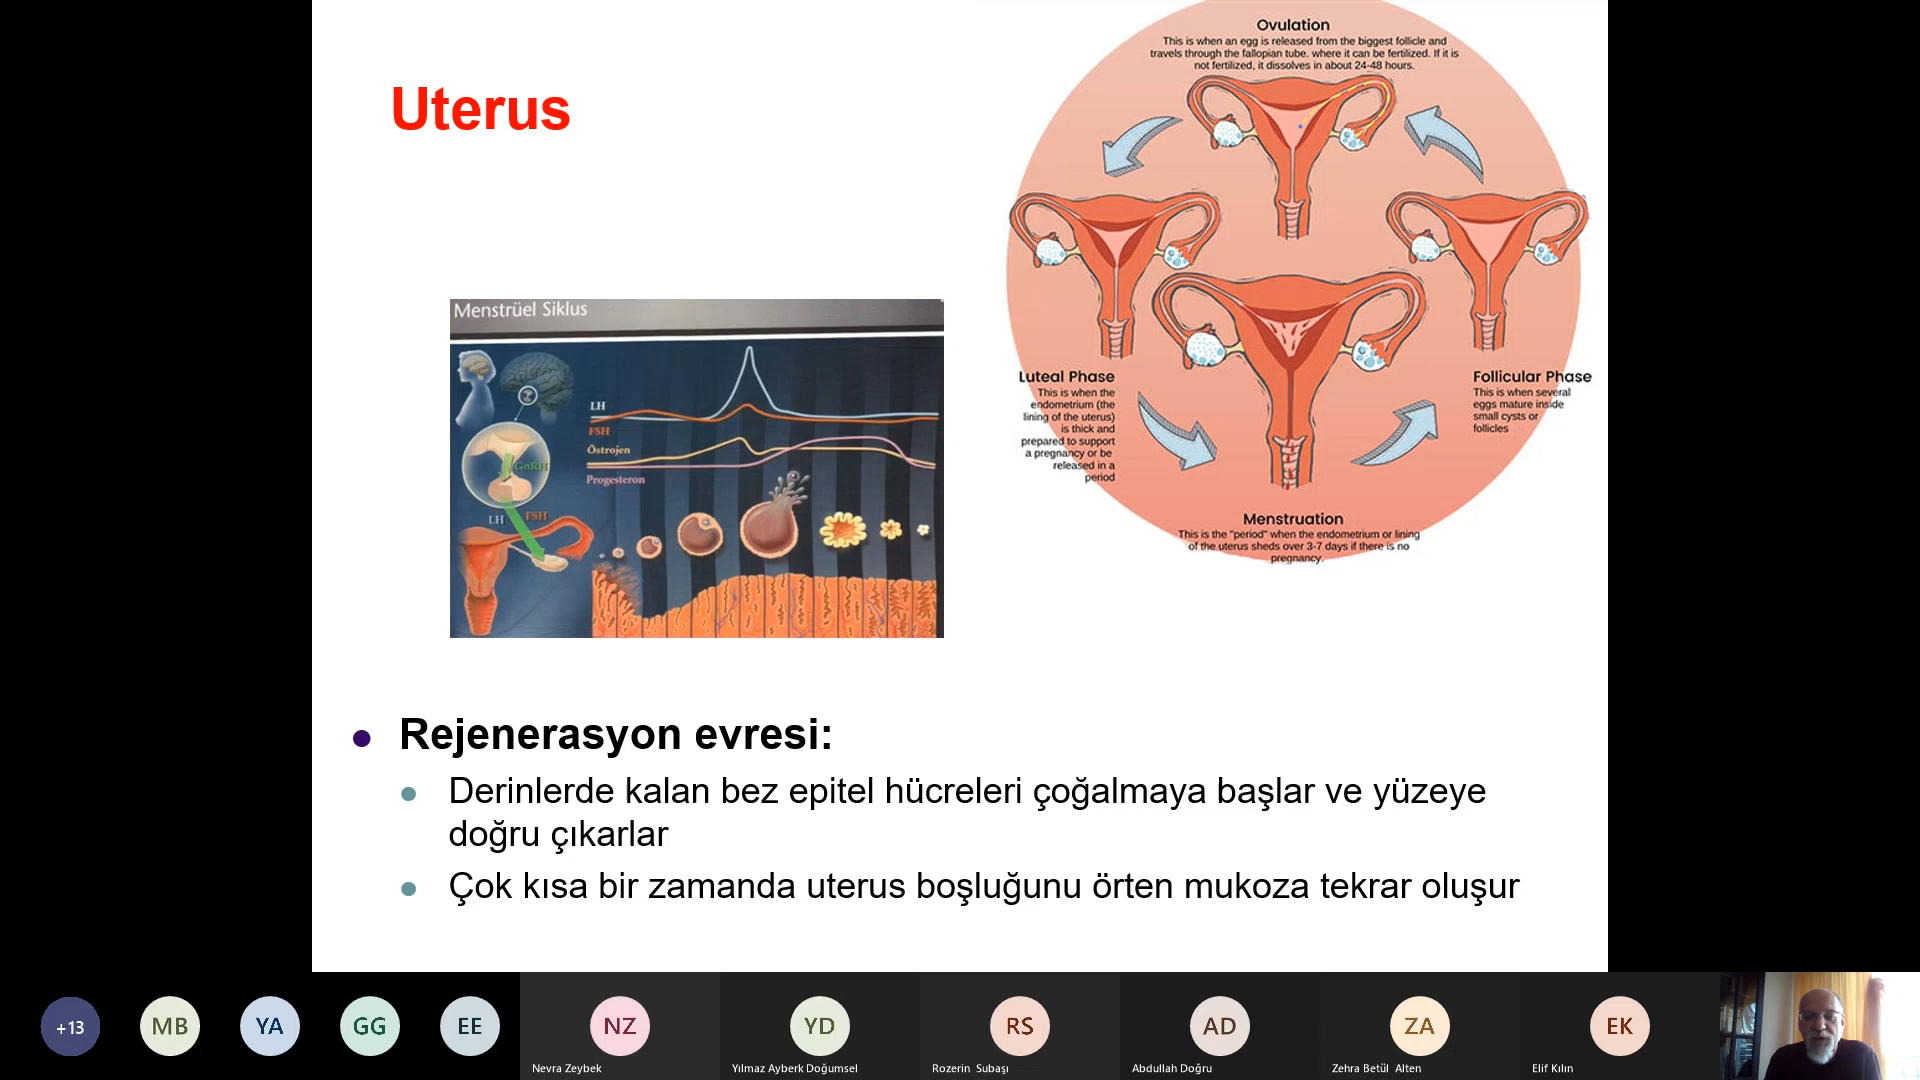 Uterus
Ovulation
This is when an egg is released from the biggest follicle and
travels through the fallopian tube. where it can be fertilized. If it is
not fertilized, it dissolves in about 24-48 hours.
Luteal Phase
This is when the
endometrium (the
lining of the uterus)
is thick and
prepared to support
a pregnancy or be
released in a
period
Follicular Phase
This is when several
eggs mature inside
small cysts or
follicles
Menstruation
This is the "period" when the endometrium or lining
of the uterus sheds over 3-7 days if there is no
pregnancy.
Menstrüel Siklus
LH
FSH
Östrojen
Progesteron
GnRH
LH FSH
Rejenerasyon evresi:
Derinlerde kalan bez epitel hücreleri çoğalmaya başlar ve yüzeye
doğru çıkarlar
Çok kısa bir zamanda uterus boşluğunu örten mukoza tekrar oluşur
+13
MB
YA
GG
EE
NZ
Nevra Zeybek
YD
Yılmaz Ayberk Doğumsel
RS
Rozerin Subaşı
AD
Abdullah Doğru
ZA
Zehra Betül Alten
EK
Elif Kılın